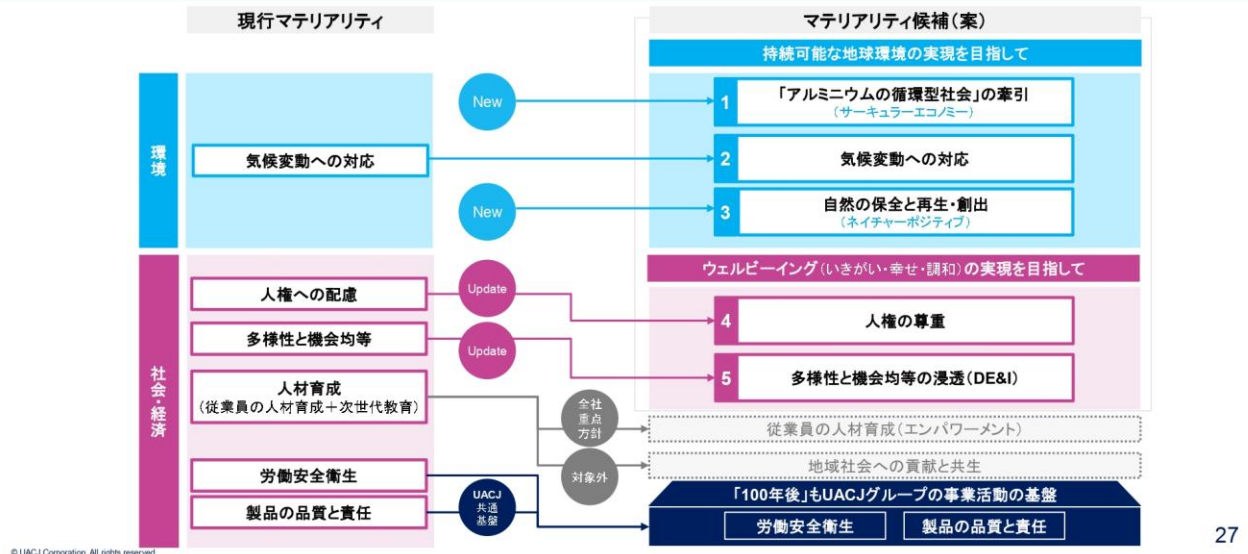 現行マテリアリティ
マテリアリティ候補(案)
持続可能な地球環境の実現を目指して
環境
New
1
「アルミニウムの循環型社会」の牽引
(サーキュラーエコノミー)
気候変動への対応
2
気候変動への対応
New
3
自然の保全と再生・創出
(ネイチャーポジティブ)
社会・経済
ウェルビーイング(いきがい・幸せ・調和)の実現を目指して
人権への配慮
Update
4
人権の尊重
多様性と機会均等
Update
5
多様性と機会均等の浸透(DE&I)
人材育成
(従業員の人材育成+次世代教育)
全社
重点
方針
従業員の人材育成(エンパワーメント)
対象外
地域社会への貢献と共生
労働安全衛生
製品の品質と責任
UACJ
共通
基盤
「100年後」もUACJグループの事業活動の基盤
労働安全衛生
製品の品質と責任
© UACJ Corporation. All rights reserved.
27